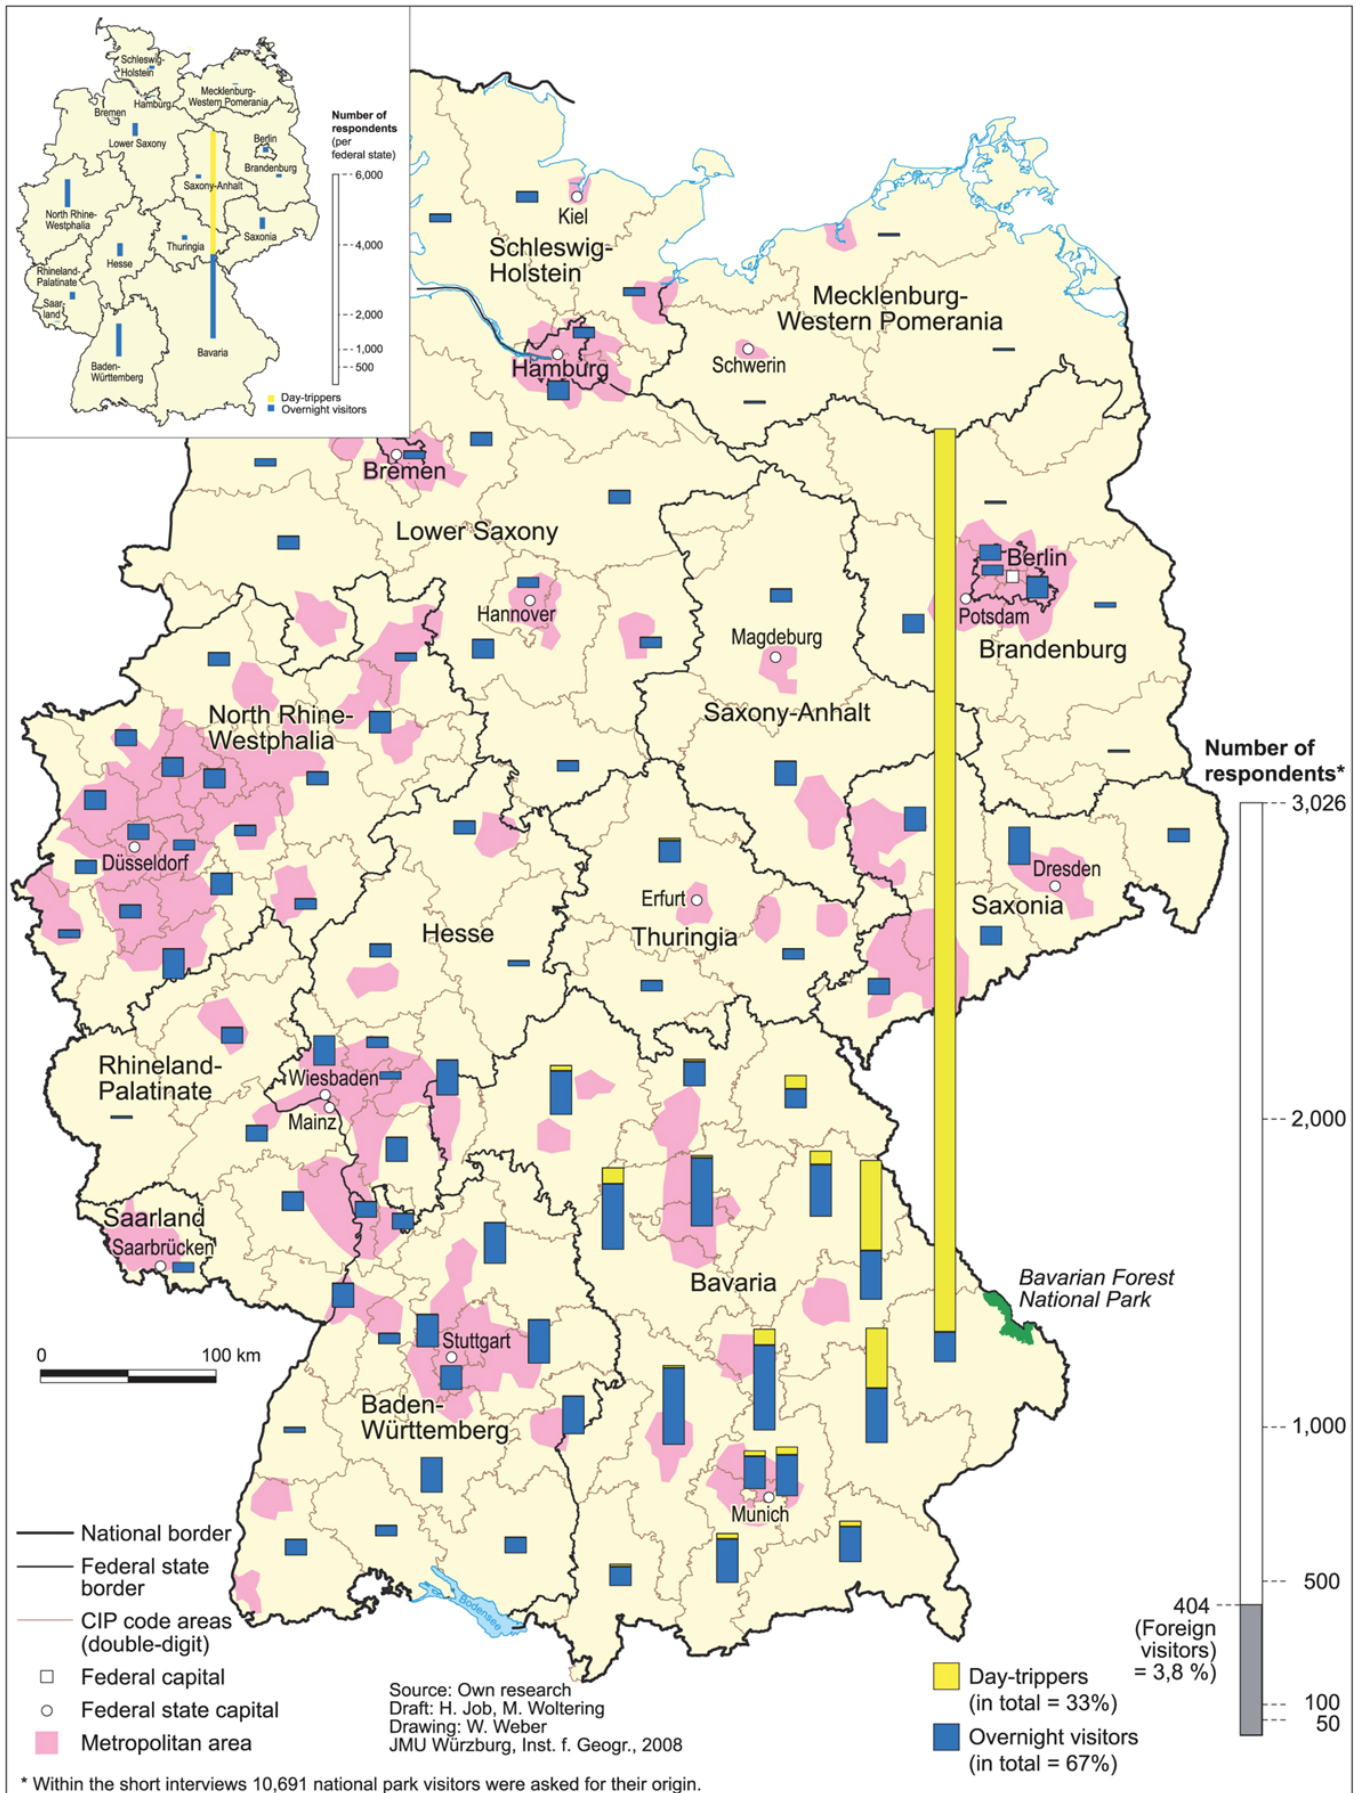 Schleswig-
Holstein
Mecklenburg-
Western Pomerania
Hamburg
Bremen
Lower Saxony
Berlin
Brandenburg
Saxony-Anhalt
North Rhine-
Westphalia
Thuringia
Saxonia
Hesse
Rhineland-
Palatinate
Saar-
land
Baden-
Württemberg
Bavaria
Number of
respondents
(per
federal state)
6,000
4,000
2,000
1,000
500
Day-trippers
Overnight visitors
Kiel
Schleswig-
Holstein
Mecklenburg-
Western Pomerania
Schwerin
Hamburg
Bremen
Lower Saxony
Hannover
Berlin
Potsdam
Brandenburg
Magdeburg
Saxony-Anhalt
North Rhine-
Westphalia
Düsseldorf
Hesse
Erfurt
Thuringia
Dresden
Saxonia
Rhineland-
Palatinate
Wiesbaden
Mainz
Saarland
Saarbrücken
Bavaria
Bavarian Forest
National Park
Stuttgart
Baden-
Württemberg
Munich
Bodensee
0 100 km
Number of
respondents*
3,026
2,000
1,000
500
404
(Foreign
visitors)
= 3,8 %)
100
50
National border
Federal state
border
CIP code areas
(double-digit)
Federal capital
Federal state capital
Metropolitan area
Source: Own research
Draft: H. Job, M. Woltering
Drawing: W. Weber
JMU Würzburg, Inst. f. Geogr., 2008
Day-trippers
(in total = 33%)
Overnight visitors
(in total = 67%)
* Within the short interviews 10,691 national park visitors were asked for their origin.